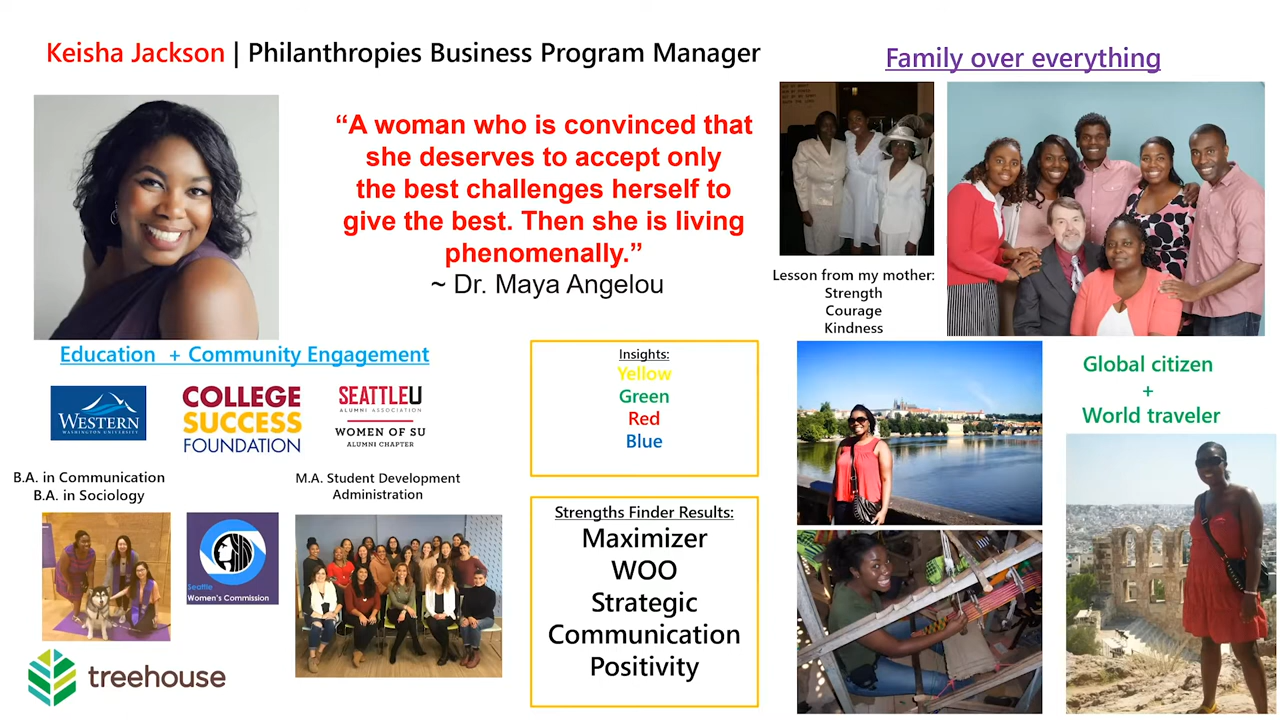 Keisha Jackson | Philanthropies Business Program Manager
Family over everything
“A woman who is convinced that
she deserves to accept only
the best challenges herself to
give the best. Then she is living
phenomenally.”
~ Dr. Maya Angelou
Lesson from my mother:
Strength
Courage
Kindness
Education + Community Engagement
WESTERN
WASHINGTON UNIVERSITY
COLLEGE
SUCCESS
FOUNDATION
SEATTLEU
ALUMNI ASSOCIATION
WOMEN OF SU
ALUMNI CHAPTER
B.A. in Communication
B.A. in Sociology
M.A. Student Development
Administration
Seattle
Women's Commission
treehouse
Insights:
Yellow
Green
Red
Blue
Strengths Finder Results:
Maximizer
WOO
Strategic
Communication
Positivity
Global citizen
+
World traveler